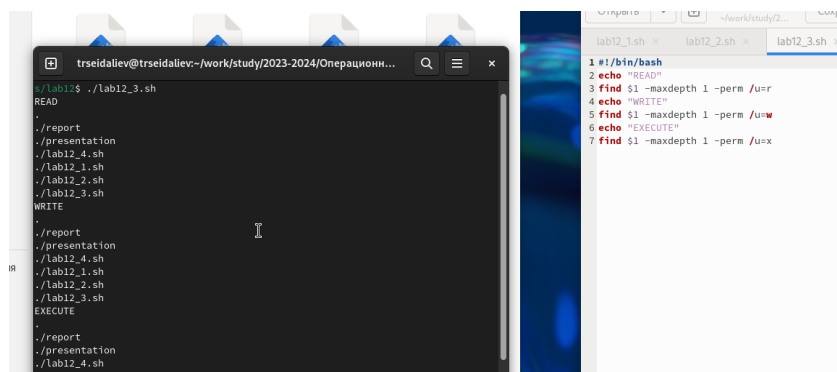 trseidaliev@trseidaliev:~/work/study/2023-2024/Операционн...
s/lab12$ ./lab12_3.sh
READ
.
./report
./presentation
./lab12_4.sh
./lab12_1.sh
./lab12_2.sh
./lab12_3.sh
WRITE
.
./report
./presentation
./lab12_4.sh
./lab12_1.sh
./lab12_2.sh
./lab12_3.sh
EXECUTE
.
./report
./presentation
./lab12_4.sh
ия
Открыть
~/work/study/2...
lab12_1.sh × lab12_2.sh × lab12_3.sh
1 #!/bin/bash
2 echo "READ"
3 find $1 -maxdepth 1 -perm /u=r
4 echo "WRITE"
5 find $1 -maxdepth 1 -perm /u=w
6 echo "EXECUTE"
7 find $1 -maxdepth 1 -perm /u=x